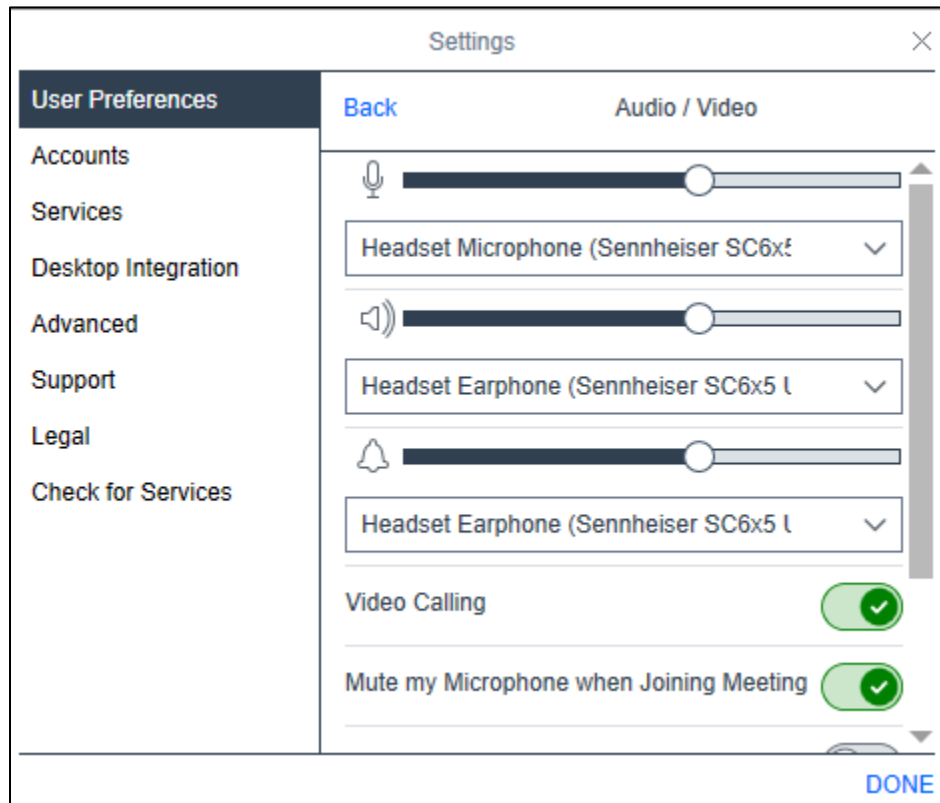 Settings
User Preferences
Back
Audio / Video
Accounts
Services
Desktop Integration
Advanced
Support
Legal
Check for Services
Headset Microphone (Sennheiser SC6x5
Headset Earphone (Sennheiser SC6x5 U
Headset Earphone (Sennheiser SC6x5 U
Video Calling
Mute my Microphone when Joining Meeting
DONE